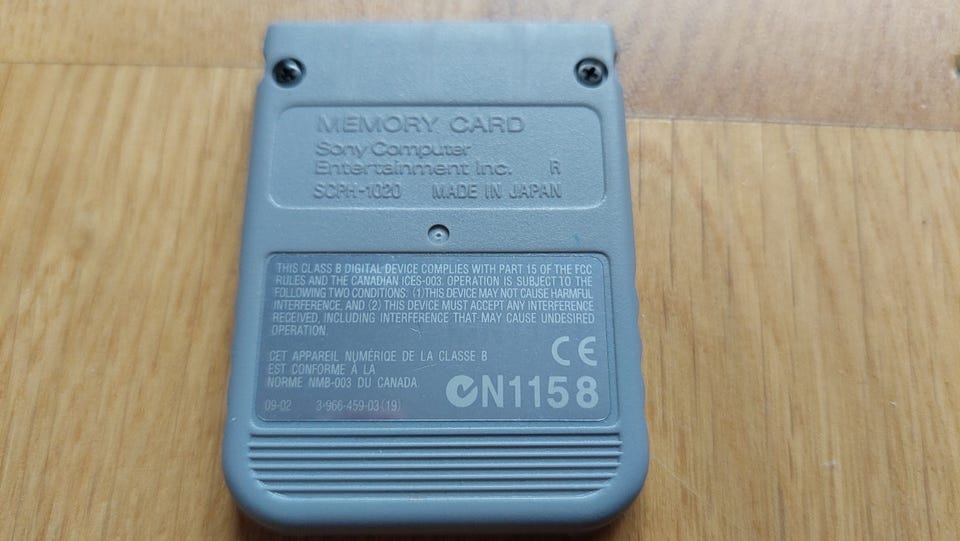 MEMORY CARD
Sony Computer
Entertainment Inc. R
SCPH-1020 MADE IN JAPAN
THIS CLASS B DIGITAL DEVICE COMPLIES WITH PART 15 OF THE FCC
RULES AND THE CANADIAN ICES-003. OPERATION IS SUBJECT TO THE
FOLLOWING TWO CONDITIONS: (1)THIS DEVICE MAY NOT CAUSE HARMFUL
INTERFERENCE, AND (2) THIS DEVICE MUST ACCEPT ANY INTERFERENCE
RECEIVED, INCLUDING INTERFERENCE THAT MAY CAUSE UNDESIRED
OPERATION.
CET APPAREIL NUMÉRIQE DE LA CLASSE B
EST CONFORME À LA
NORME NMB-003 DU CANADA
CE
N1158
09-02 3-966-459-03(19)